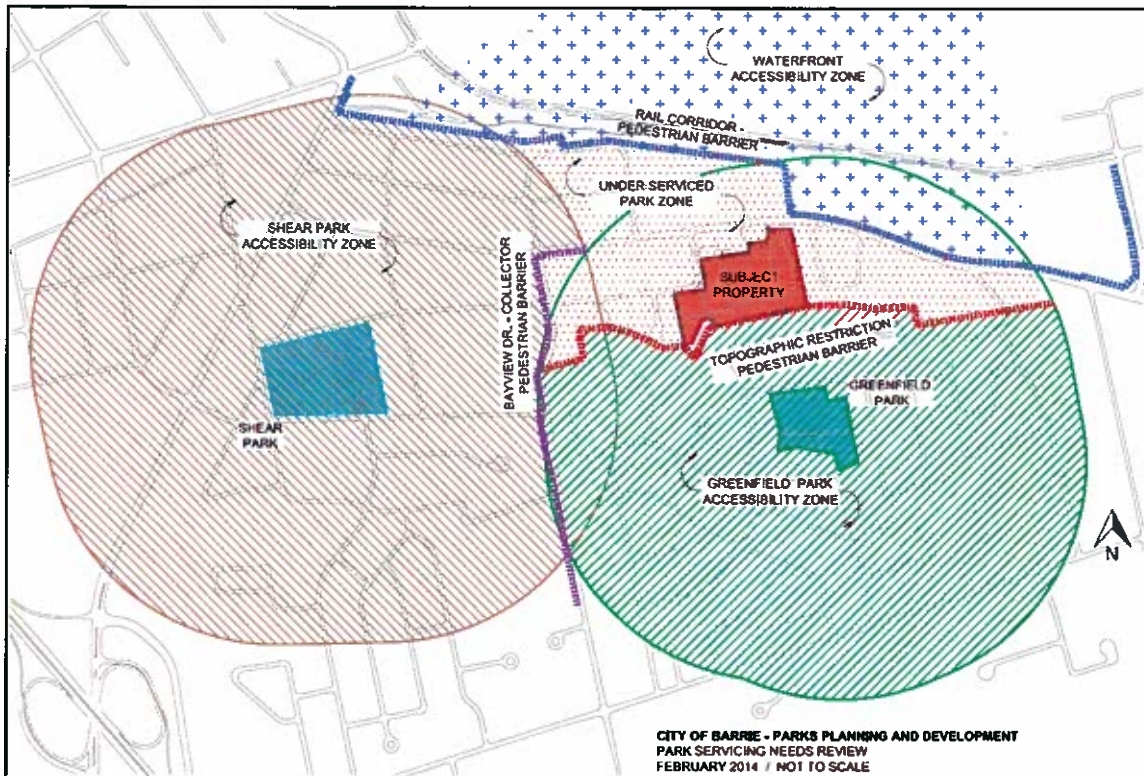 WATERFRONT
ACCESSIBILITY ZONE
RAIL CORRIDOR -
PEDESTRIAN BARRIER
UNDER SERVICED
PARK ZONE
SHEAR PARK
ACCESSIBILITY ZONE
BAYVIEW DR. - COLLECTOR
PEDESTRIAN BARRIER
SUBJECT
PROPERTY
TOPOGRAPHIC RESTRICTION
PEDESTRIAN BARRIER
GREENFIELD
PARK
SHEAR
PARK
GREENFIELD PARK
ACCESSIBILITY ZONE
N
CITY OF BARRIE - PARKS PLANNING AND DEVELOPMENT
PARK SERVICING NEEDS REVIEW
FEBRUARY 2014 / NOT TO SCALE